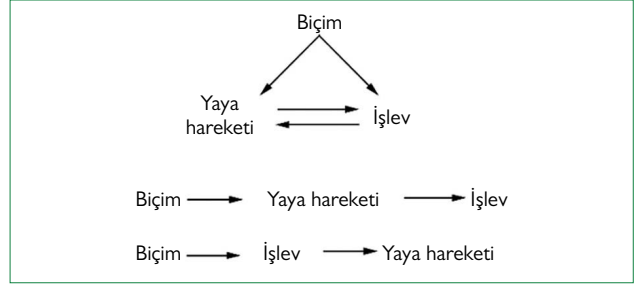 Biçim
Yaya
hareketi
İşlev
Biçim Yaya hareketi İşlev
Biçim İşlev Yaya hareketi